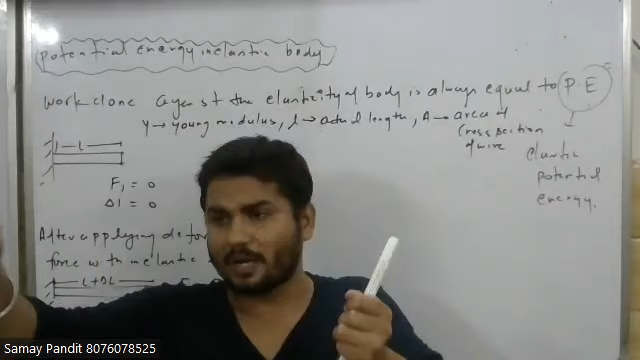 potential energy in elastic body
work done against the elasticity of body is always equal to P.E
Y → young modulus, l → actual length, A → area of
cross section
of wire
elastic
potential
energy.
L
F₁ = 0
Δl = 0
After applying defor
force within elastic
L + ΔL
Samay Pandit 8076078525